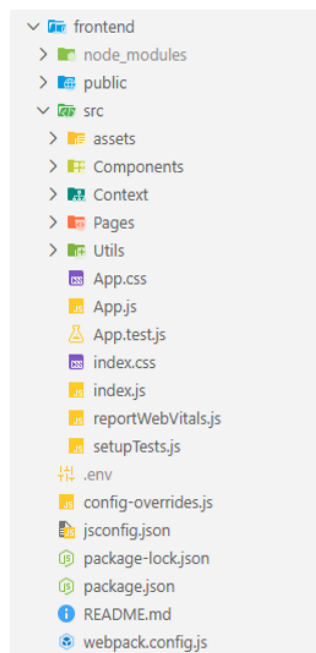 frontend
node_modules
public
src
assets
Components
Context
Pages
Utils
App.css
App.js
App.test.js
index.css
index.js
reportWebVitals.js
setupTests.js
.env
config-overrides.js
jsconfig.json
package-lock.json
package.json
README.md
webpack.config.js